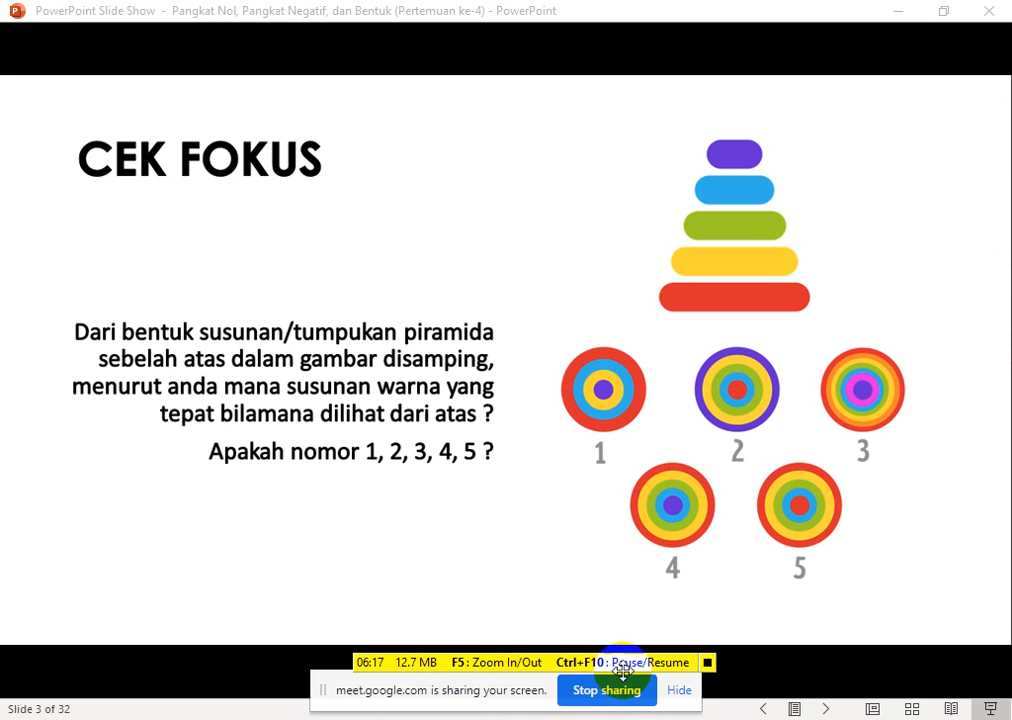 PowerPoint Slide Show - Pangkat Nol, Pangkat Negatif, dan Bentuk (Pertemuan ke-4) - PowerPoint
CEK FOKUS
Dari bentuk susunan/tumpukan piramida
sebelah atas dalam gambar disamping,
menurut anda mana susunan warna yang
tepat bilamana dilihat dari atas ?
Apakah nomor 1, 2, 3, 4, 5 ?
1
2
3
4
5
06:17 12.7 MB F5: Zoom In/Out Ctrl+F10: Pause/Resume
meet.google.com is sharing your screen. Stop sharing Hide
Slide 3 of 32